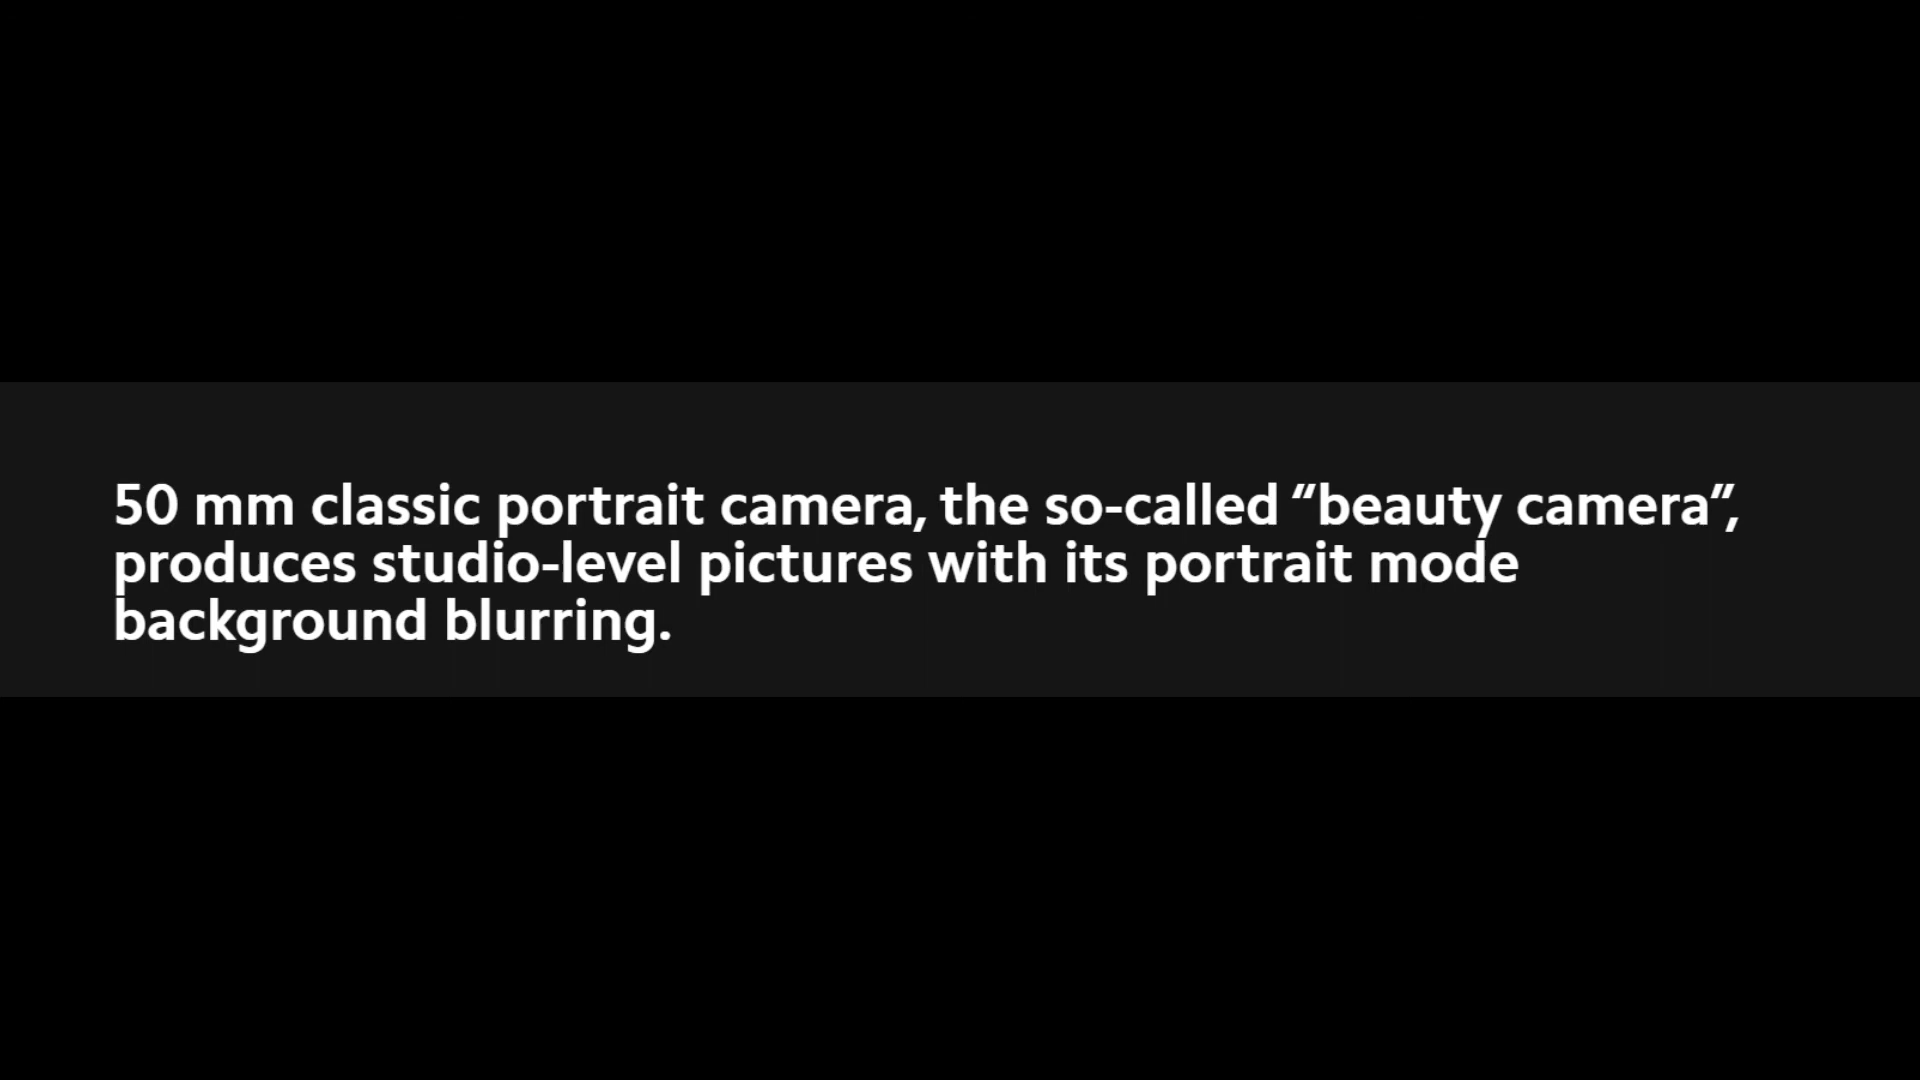 50 mm classic portrait camera, the so-called “beauty camera”,
produces studio-level pictures with its portrait mode
background blurring.